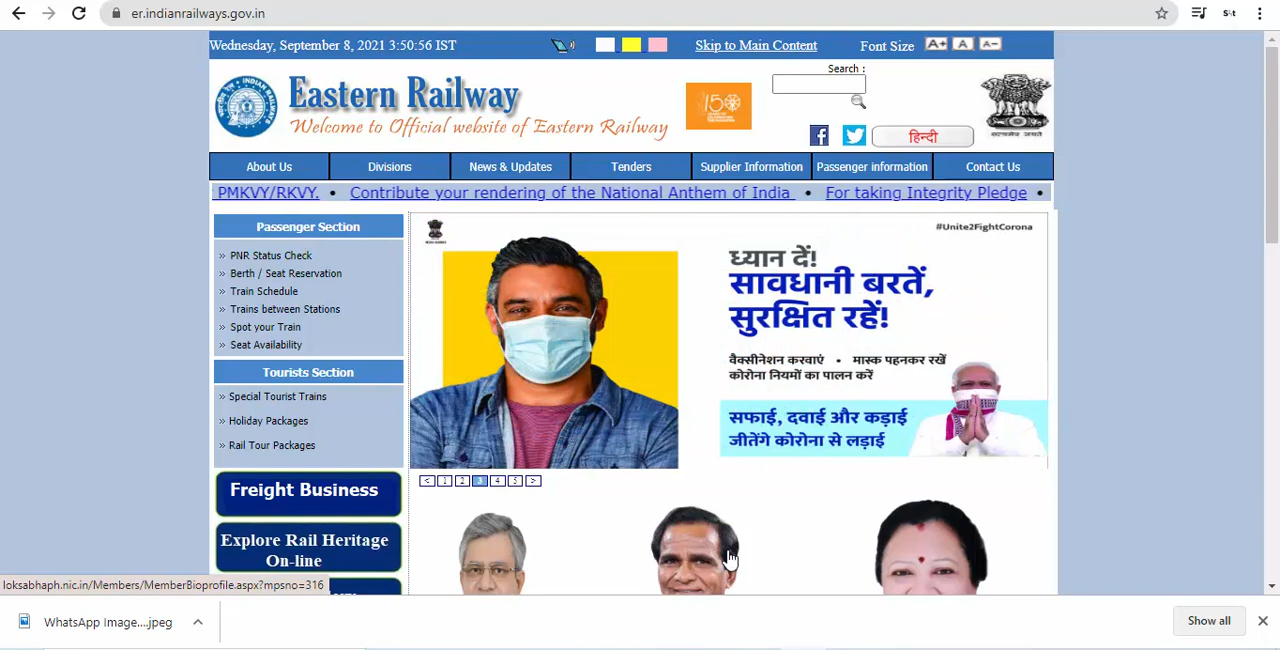 er.indianrailways.gov.in
Wednesday, September 8, 2021 3:50:56 IST
Skip to Main Content
Font Size A+ A A-
Search :
Eastern Railway
Welcome to Official website of Eastern Railway
150
हिन्दी
About Us Divisions News & Updates Tenders Supplier Information Passenger information Contact Us
PMKVY/RKVY. • Contribute your rendering of the National Anthem of India • For taking Integrity Pledge •
Passenger Section
» PNR Status Check
» Berth / Seat Reservation
» Train Schedule
» Trains between Stations
» Spot your Train
» Seat Availability
Tourists Section
» Special Tourist Trains
» Holiday Packages
» Rail Tour Packages
Freight Business
Explore Rail Heritage
On-line
#Unite2FightCorona
ध्यान दें!
सावधानी बरतें,
सुरक्षित रहें!
वैक्सीनेशन करवाएं • मास्क पहनकर रखें
कोरोना नियमों का पालन करें
सफाई, दवाई और कड़ाई
जीतेंगे कोरोना से लड़ाई
< 1 2 3 4 5 >
loksabhaph.nic.in/Members/MemberBioprofile.aspx?mpsno=316
WhatsApp Image....jpeg
Show all